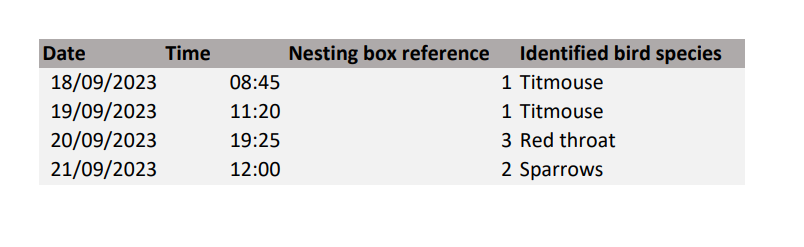 Date Time Nesting box reference Identified bird species
18/09/2023 08:45 1 Titmouse
19/09/2023 11:20 1 Titmouse
20/09/2023 19:25 3 Red throat
21/09/2023 12:00 2 Sparrows